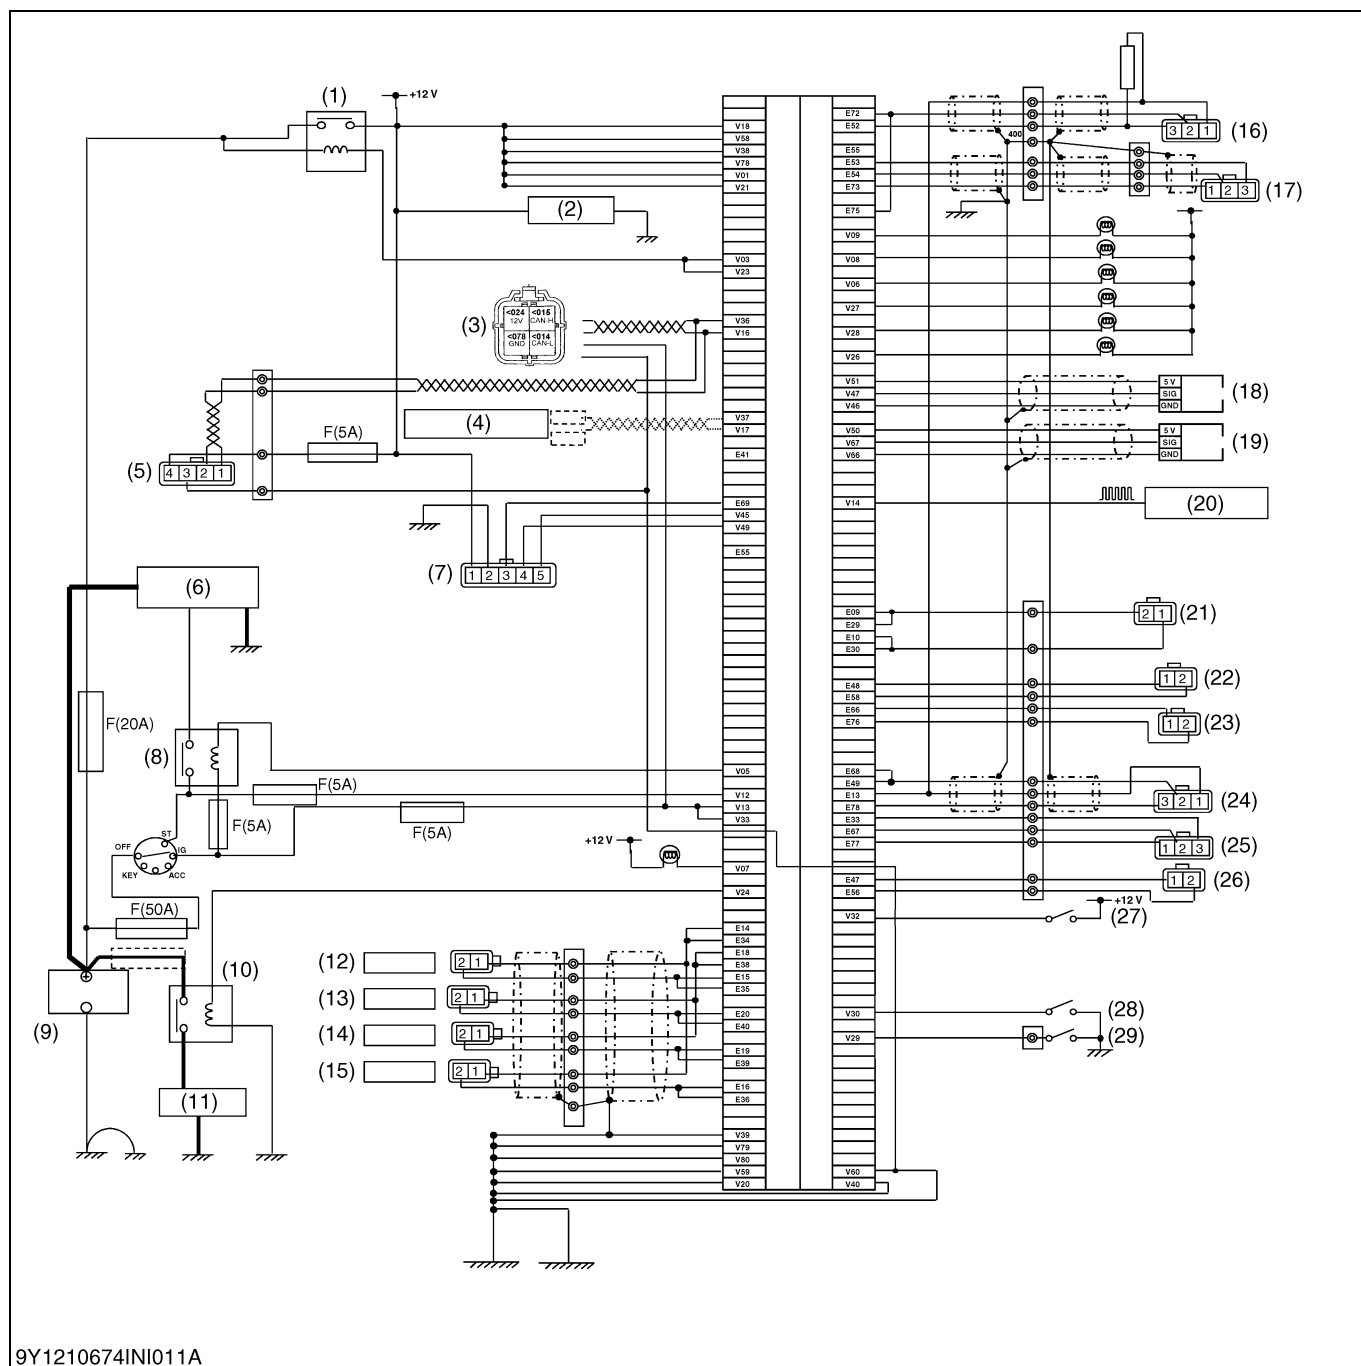 (1)
+12 V
V18
V58
V38
V78
V01
V21
(2)
V03
V23
(3)
<024 12V
<015 CAN-H
<078 GND
<014 CAN-L
V36
V16
(4)
V37
V17
F(5A)
E41
(5)
4 3 2 1
E69
V45
V49
E55
(7)
1 2 3 4 5
(6)
F(20A)
(8)
V05
F(5A)
V12
V13
V33
F(5A)
F(5A)
ST
OFF
IG
KEY
ACC
+12 V
V07
V24
F(50A)
(9)
(10)
(11)
E14
E34
E18
E38
E15
E35
E20
E40
E19
E39
E16
E36
(12)
2 1
(13)
2 1
(14)
2 1
(15)
2 1
V39
V79
V80
V59
V20
E72
E52
E55
E53
E54
E73
E75
400
3 2 1
(16)
1 2 3
(17)
V09
V08
V06
V27
V28
V26
V51
V47
V46
5 V
SIG
GND
(18)
V50
V67
V66
5 V
SIG
GND
(19)
V14
(20)
E09
E29
E10
E30
2 1
(21)
E48
E58
E66
E76
1 2
(22)
1 2
(23)
E68
E49
E13
E78
E33
E67
E77
3 2 1
(24)
1 2 3
(25)
E47
E56
1 2
(26)
V32
+12 V
(27)
V30
(28)
V29
(29)
V60
V40
9Y1210674INI011A